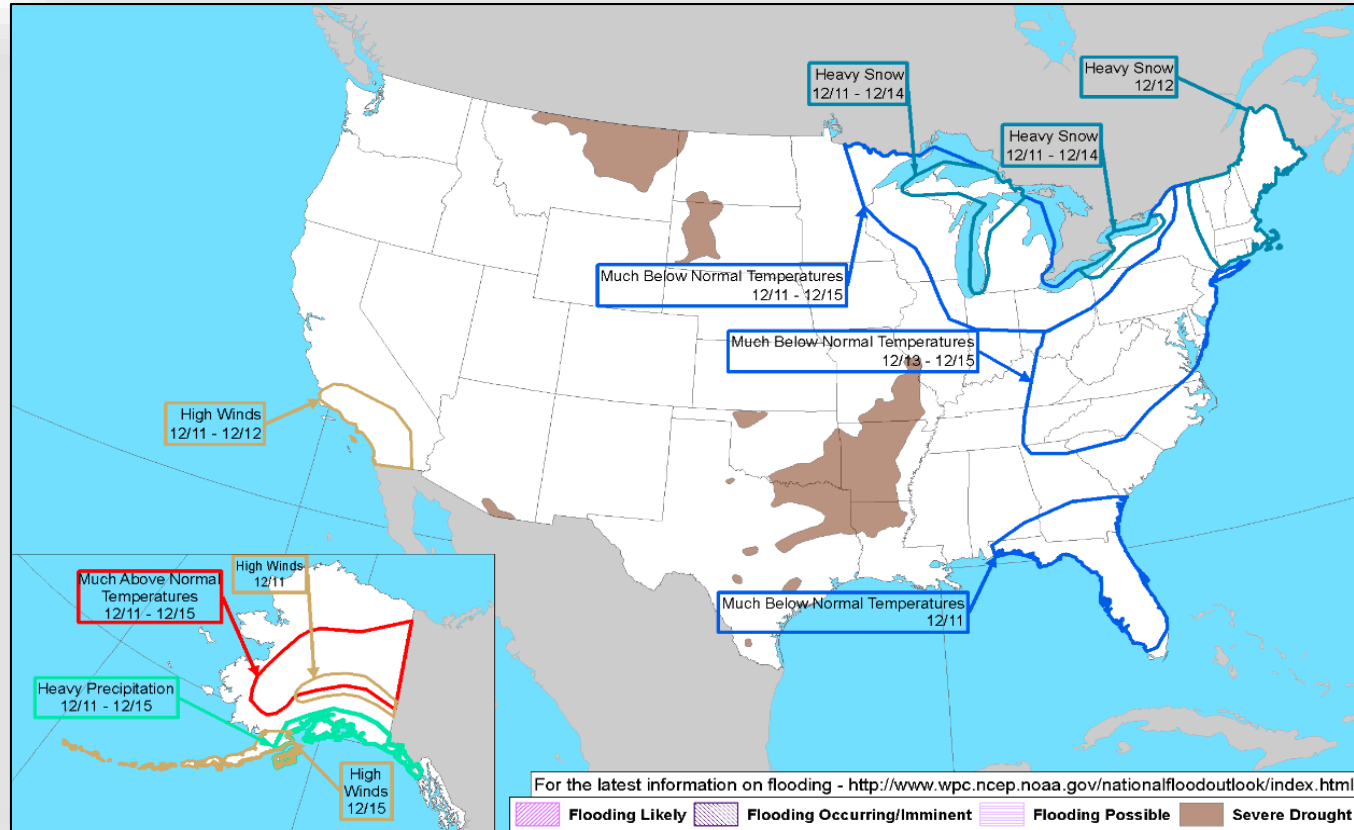 Heavy Snow
12/11 - 12/14
Heavy Snow
12/12
Heavy Snow
12/11 - 12/14
Much Below Normal Temperatures
12/11 - 12/15
Much Below Normal Temperatures
12/13 - 12/15
High Winds
12/11 - 12/12
Much Below Normal Temperatures
12/11
High Winds
12/11
Much Above Normal
Temperatures
12/11 - 12/15
Heavy Precipitation
12/11 - 12/15
High
Winds
12/15
For the latest information on flooding - http://www.wpc.ncep.noaa.gov/nationalfloodoutlook/index.html
Flooding Likely Flooding Occurring/Imminent Flooding Possible Severe Drought